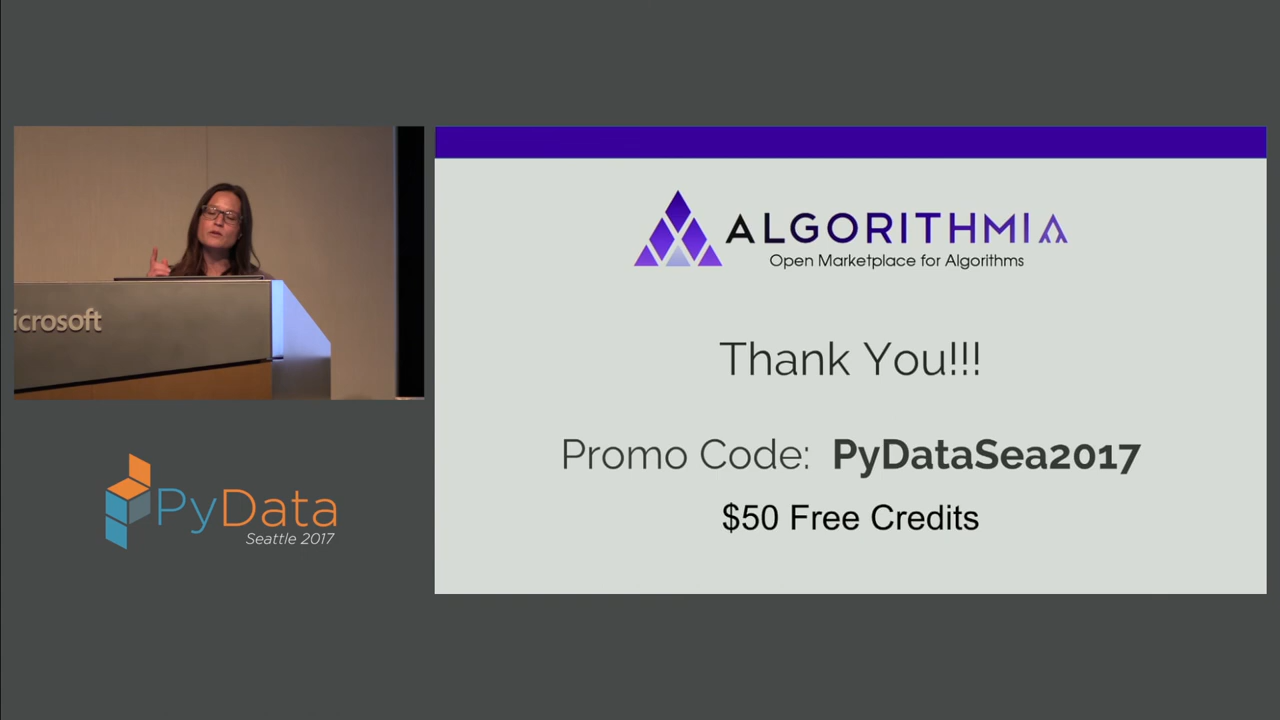 icrosoft
PyData
Seattle 2017
ALGORITHMIA
Open Marketplace for Algorithms
Thank You!!!
Promo Code: PyDataSea2017
$50 Free Credits